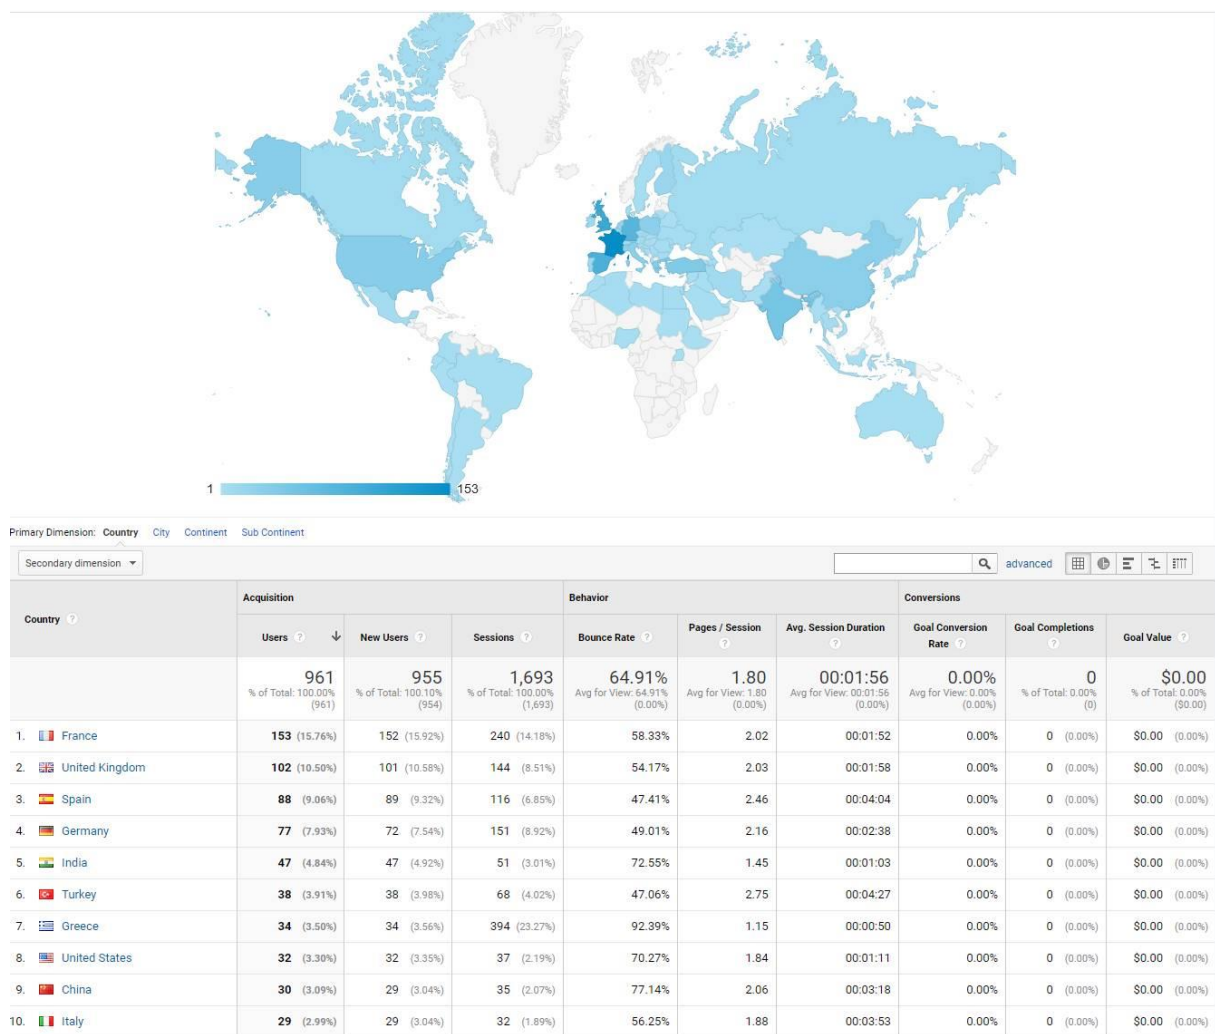 1 153
Primary Dimension: Country City Continent Sub Continent
Secondary dimension advanced
Acquisition Behavior Conversions
Country ? Users ? New Users ? Sessions ? Bounce Rate ? Pages / Session ? Avg. Session Duration ? Goal Conversion Rate ? Goal Completions ? Goal Value ?
961 955 1,693 64.91% 1.80 00:01:56 0.00% 0 $0.00
% of Total: 100.00% % of Total: 100.10% % of Total: 100.00% Avg for View: 64.91% Avg for View: 1.80 Avg for View: 00:01:56 Avg for View: 0.00% % of Total: 0.00% % of Total: 0.00%
(961) (954) (1,693) (0.00%) (0.00%) (0.00%) (0.00%) (0) ($0.00)
1. France 153 (15.76%) 152 (15.92%) 240 (14.18%) 58.33% 2.02 00:01:52 0.00% 0 (0.00%) $0.00 (0.00%)
2. United Kingdom 102 (10.50%) 101 (10.58%) 144 (8.51%) 54.17% 2.03 00:01:58 0.00% 0 (0.00%) $0.00 (0.00%)
3. Spain 88 (9.06%) 89 (9.32%) 116 (6.85%) 47.41% 2.46 00:04:04 0.00% 0 (0.00%) $0.00 (0.00%)
4. Germany 77 (7.93%) 72 (7.54%) 151 (8.92%) 49.01% 2.16 00:02:38 0.00% 0 (0.00%) $0.00 (0.00%)
5. India 47 (4.84%) 47 (4.92%) 51 (3.01%) 72.55% 1.45 00:01:03 0.00% 0 (0.00%) $0.00 (0.00%)
6. Turkey 38 (3.91%) 38 (3.98%) 68 (4.02%) 47.06% 2.75 00:04:27 0.00% 0 (0.00%) $0.00 (0.00%)
7. Greece 34 (3.50%) 34 (3.56%) 394 (23.27%) 92.39% 1.15 00:00:50 0.00% 0 (0.00%) $0.00 (0.00%)
8. United States 32 (3.30%) 32 (3.35%) 37 (2.19%) 70.27% 1.84 00:01:11 0.00% 0 (0.00%) $0.00 (0.00%)
9. China 30 (3.09%) 29 (3.04%) 35 (2.07%) 77.14% 2.06 00:03:18 0.00% 0 (0.00%) $0.00 (0.00%)
10. Italy 29 (2.99%) 29 (3.04%) 32 (1.89%) 56.25% 1.88 00:03:53 0.00% 0 (0.00%) $0.00 (0.00%)